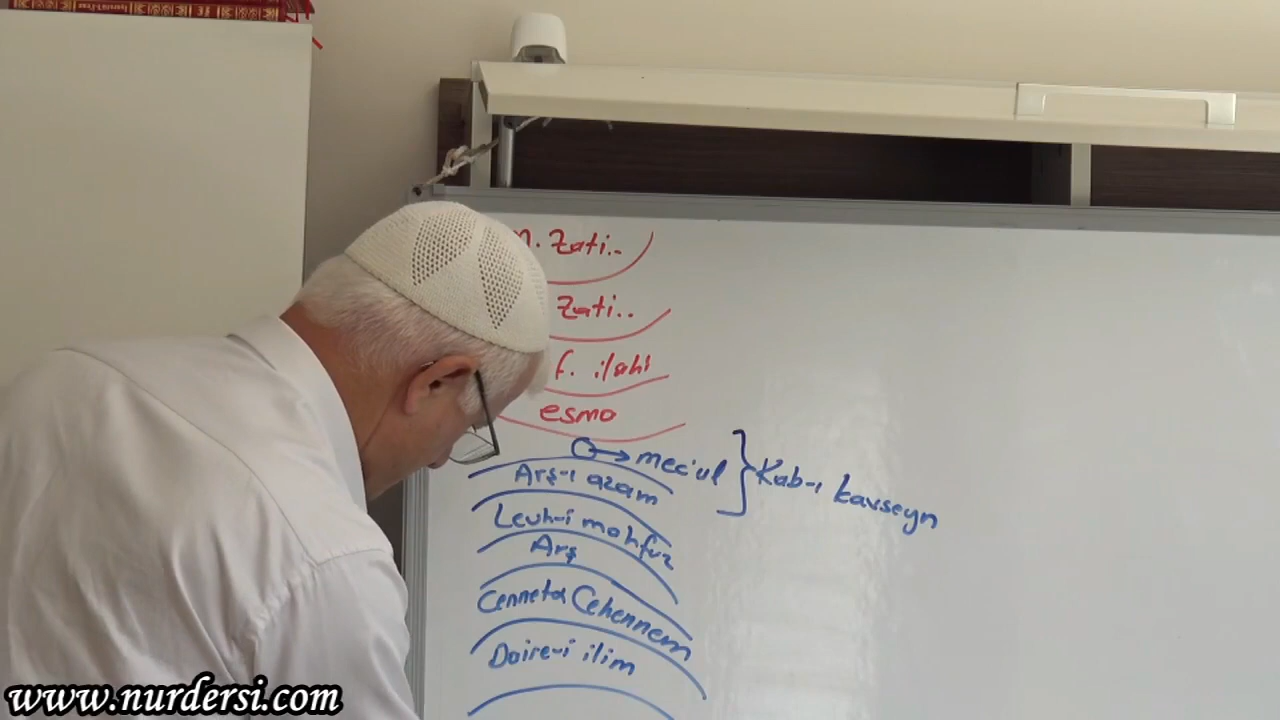 Zati..
Zati..
f. ilahi
esma
mec'ul
Kab-ı kavseyn
Arş-ı azam
Levh-i mahfuz
Arş
Cennet Cehennem
Daire-i ilim
www.nurdersi.com